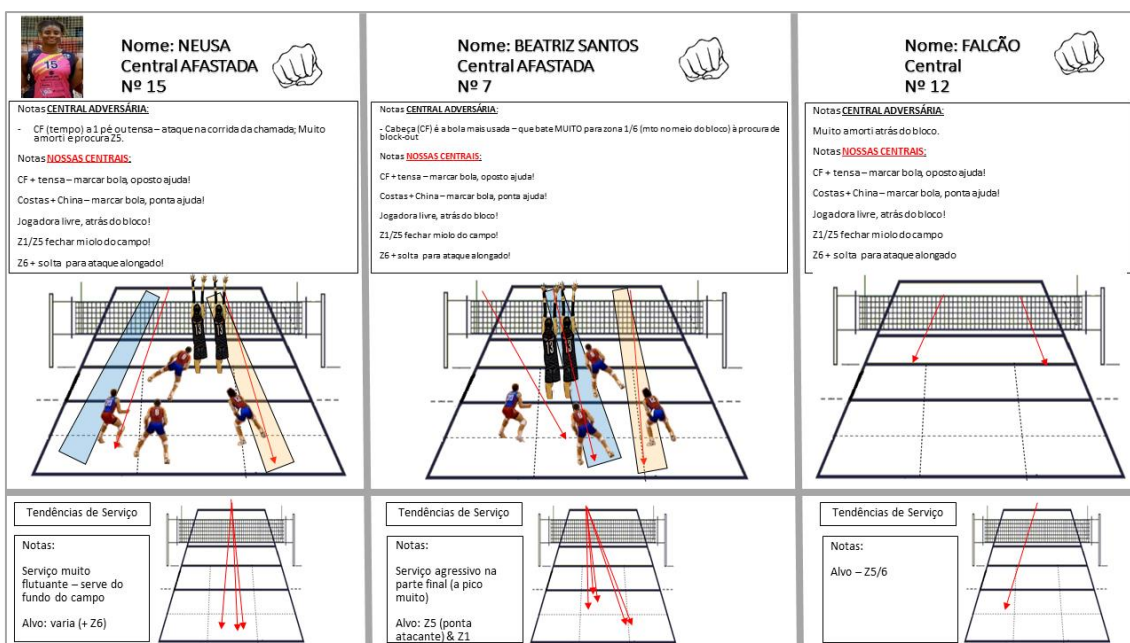 Nome: NEUSA
Central AFASTADA
Nº 15
15
Notas CENTRAL ADVERSÁRIA:
- CF (tempo) a 1 pé ou tensa – ataque na corrida da chamada; Muito
amorti e procura Z5.
Notas NOSSAS CENTRAIS:
CF + tensa – marcar bola, oposto ajuda!
Costas + China – marcar bola, ponta ajuda!
Jogadora livre, atrás do bloco!
Z1/Z5 fechar miolo do campo!
Z6 + solta para ataque alongado!
Tendências de Serviço
Notas:
Serviço muito
flutuante – serve do
fundo do campo
Alvo: varia (+ Z6)
Nome: BEATRIZ SANTOS
Central AFASTADA
Nº 7
Notas CENTRAL ADVERSÁRIA:
- Cabeça (CF) é a bola mais usada – que bate MUITO para zona 1/6 (mto no meio do bloco) à procura de
block-out
Notas NOSSAS CENTRAIS:
CF + tensa – marcar bola, oposto ajuda!
Costas + China – marcar bola, ponta ajuda!
Jogadora livre, atrás do bloco!
Z1/Z5 fechar miolo do campo!
Z6 + solta para ataque alongado!
Tendências de Serviço
Notas:
Serviço agressivo na
parte final (a pico
muito)
Alvo: Z5 (ponta
atacante) & Z1
Nome: FALCÃO
Central
Nº 12
Notas CENTRAL ADVERSÁRIA:
Muito amorti atrás do bloco.
Notas NOSSAS CENTRAIS:
CF + tensa – marcar bola, oposto ajuda!
Costas + China – marcar bola, ponta ajuda!
Jogadora livre, atrás do bloco!
Z1/Z5 fechar miolo do campo
Z6 + solta para ataque alongado
Tendências de Serviço
Notas:
Alvo – Z5/6